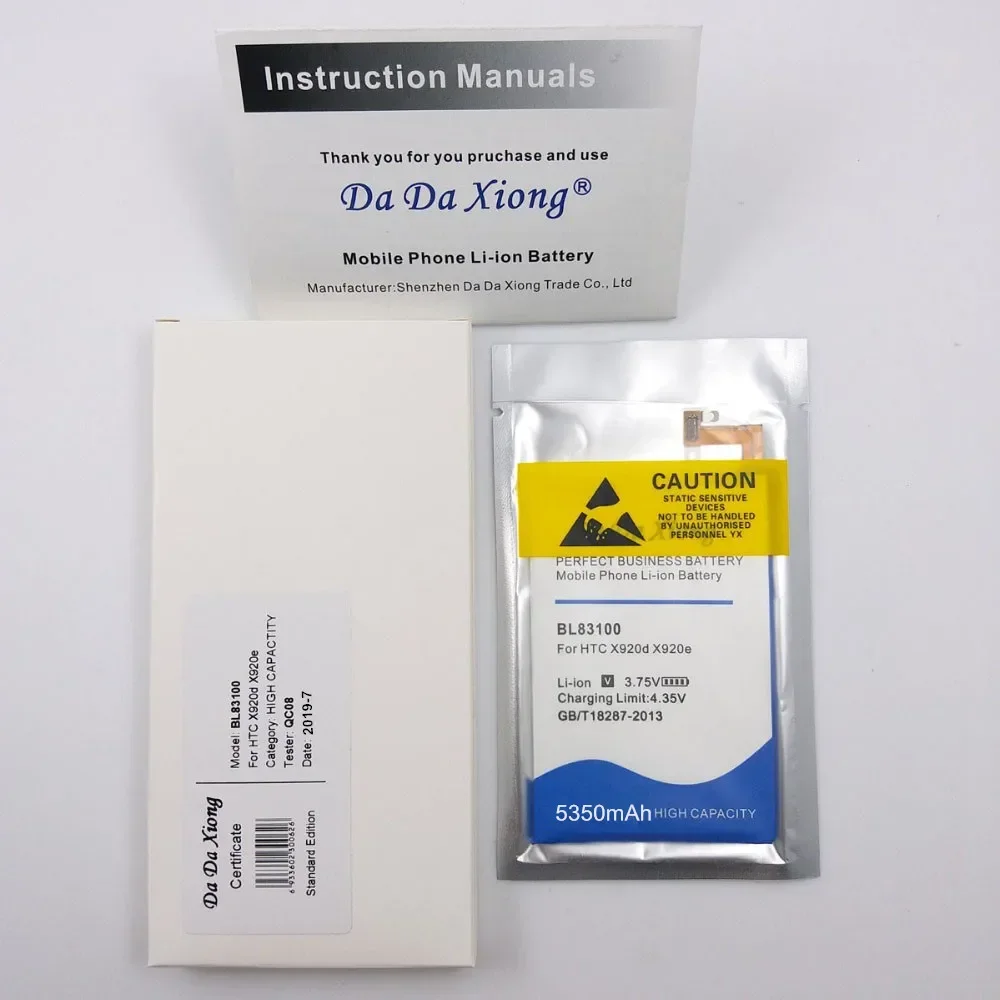 Instruction Manuals
Thank you for you pruchase and use
Da Da Xiong®
Mobile Phone Li-ion Battery
Manufacturer:Shenzhen Da Da Xiong Trade Co., Ltd
CAUTION
STATIC SENSITIVE
DEVICES
NOT TO BE HANDLED
BY UNAUTHORISED
PERSONNEL YX
Xiong
PERFECT BUSINESS BATTERY
Mobile Phone Li-ion Battery
BL83100
For HTC X920d X920e
Li-ion V 3.75V
Charging Limit:4.35V
GB/T18287-2013
5350mAh HIGH CAPACITY
Model: BL83100
For HTC X920d X920e
Category: HIGH CAPACTITY
Tester: QC08
Date: 2019-7
Da Da Xiong
Certificate
6 933602 300626
Standard Edition